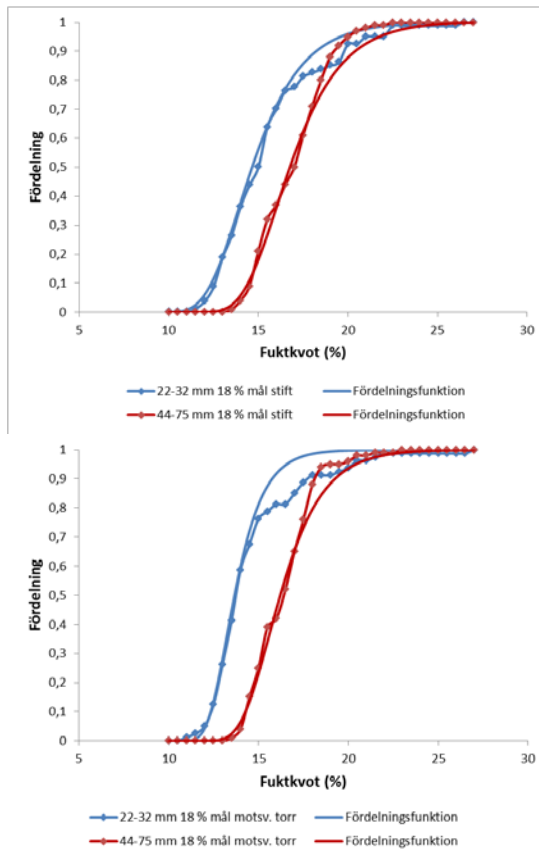 1
0,9
0,8
0,7
0,6
0,5
0,4
0,3
0,2
0,1
0
Fördelning
5 10 15 20 25 30
Fuktkvot (%)
22-32 mm 18 % mål stift Fördelningsfunktion
44-75 mm 18 % mål stift Fördelningsfunktion
1
0,9
0,8
0,7
0,6
0,5
0,4
0,3
0,2
0,1
0
Fördelning
5 10 15 20 25 30
Fuktkvot (%)
22-32 mm 18 % mål motsv. torr Fördelningsfunktion
44-75 mm 18 % mål motsv. torr Fördelningsfunktion